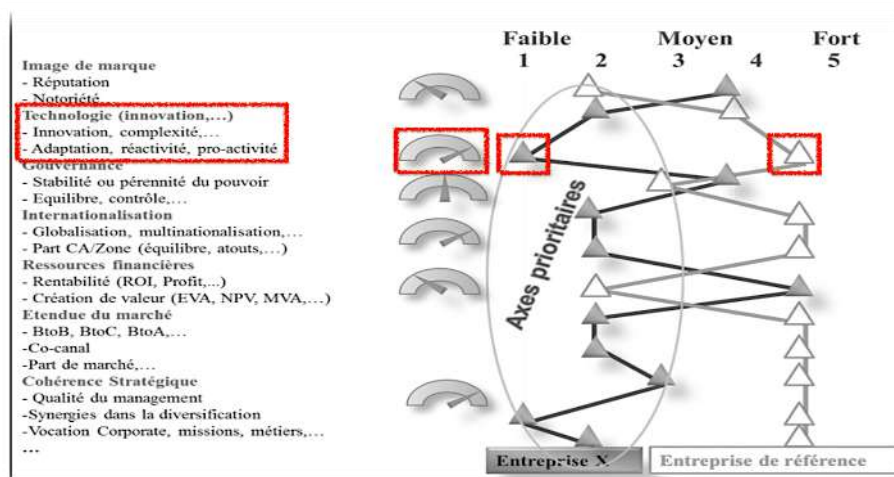 Faible Moyen Fort
1 2 3 4 5
Image de marque
- Réputation
- Notoriété
Technologie (innovation,…)
- Innovation, complexité,…
- Adaptation, réactivité, pro-activité
Gouvernance
- Stabilité ou pérennité du pouvoir
- Equilibre, contrôle,…
Internationalisation
- Globalisation, multinationalisation,…
- Part CA/Zone (équilibre, atouts,…)
Ressources financières
- Rentabilité (ROI, Profit,...)
- Création de valeur (EVA, NPV, MVA,…)
Etendue du marché
- BtoB, BtoC, BtoA,…
-Co-canal
-Part de marché,…
Cohérence Stratégique
- Qualité du management
-Synergies dans la diversification
-Vocation Corporate, missions, métiers,…
…
Axes prioritaires
Entreprise X
Entreprise de référence